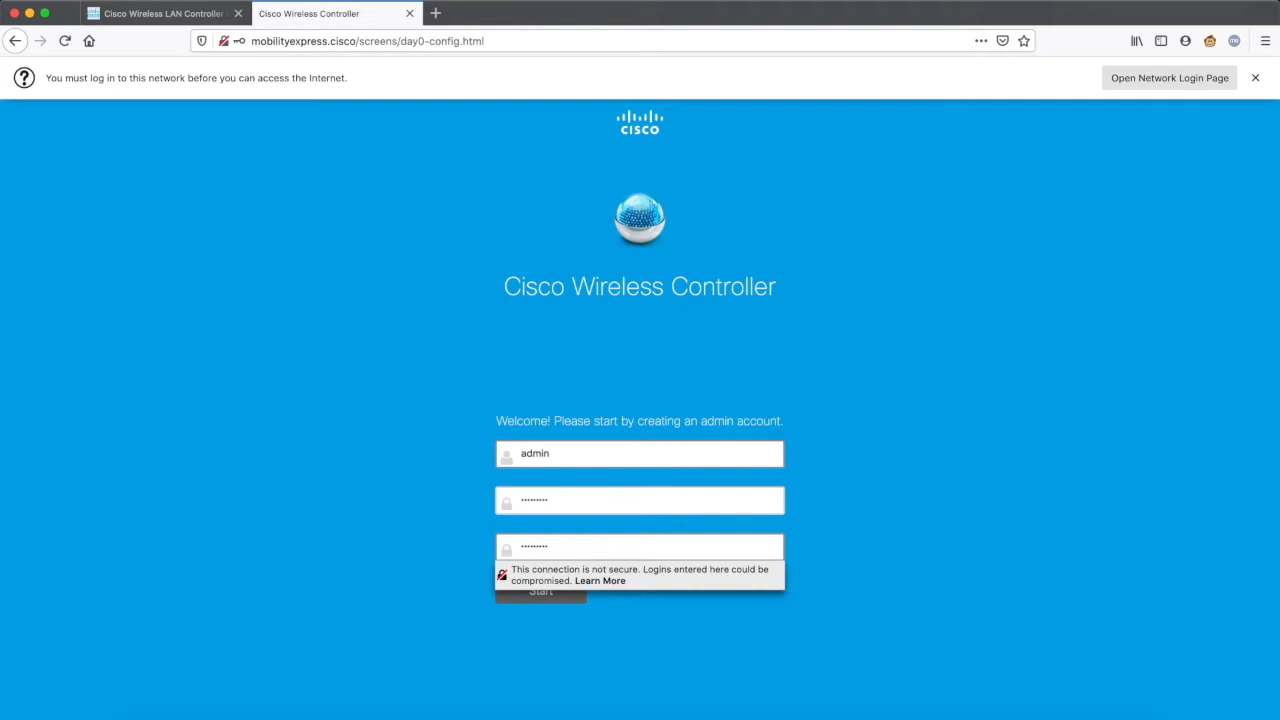 Cisco Wireless LAN Controller
Cisco Wireless Controller
mobilityexpress.cisco/screens/day0-config.html
You must log in to this network before you can access the Internet.
Open Network Login Page
CISCO
Cisco Wireless Controller
Welcome! Please start by creating an admin account.
admin
This connection is not secure. Logins entered here could be
compromised. Learn More
Start